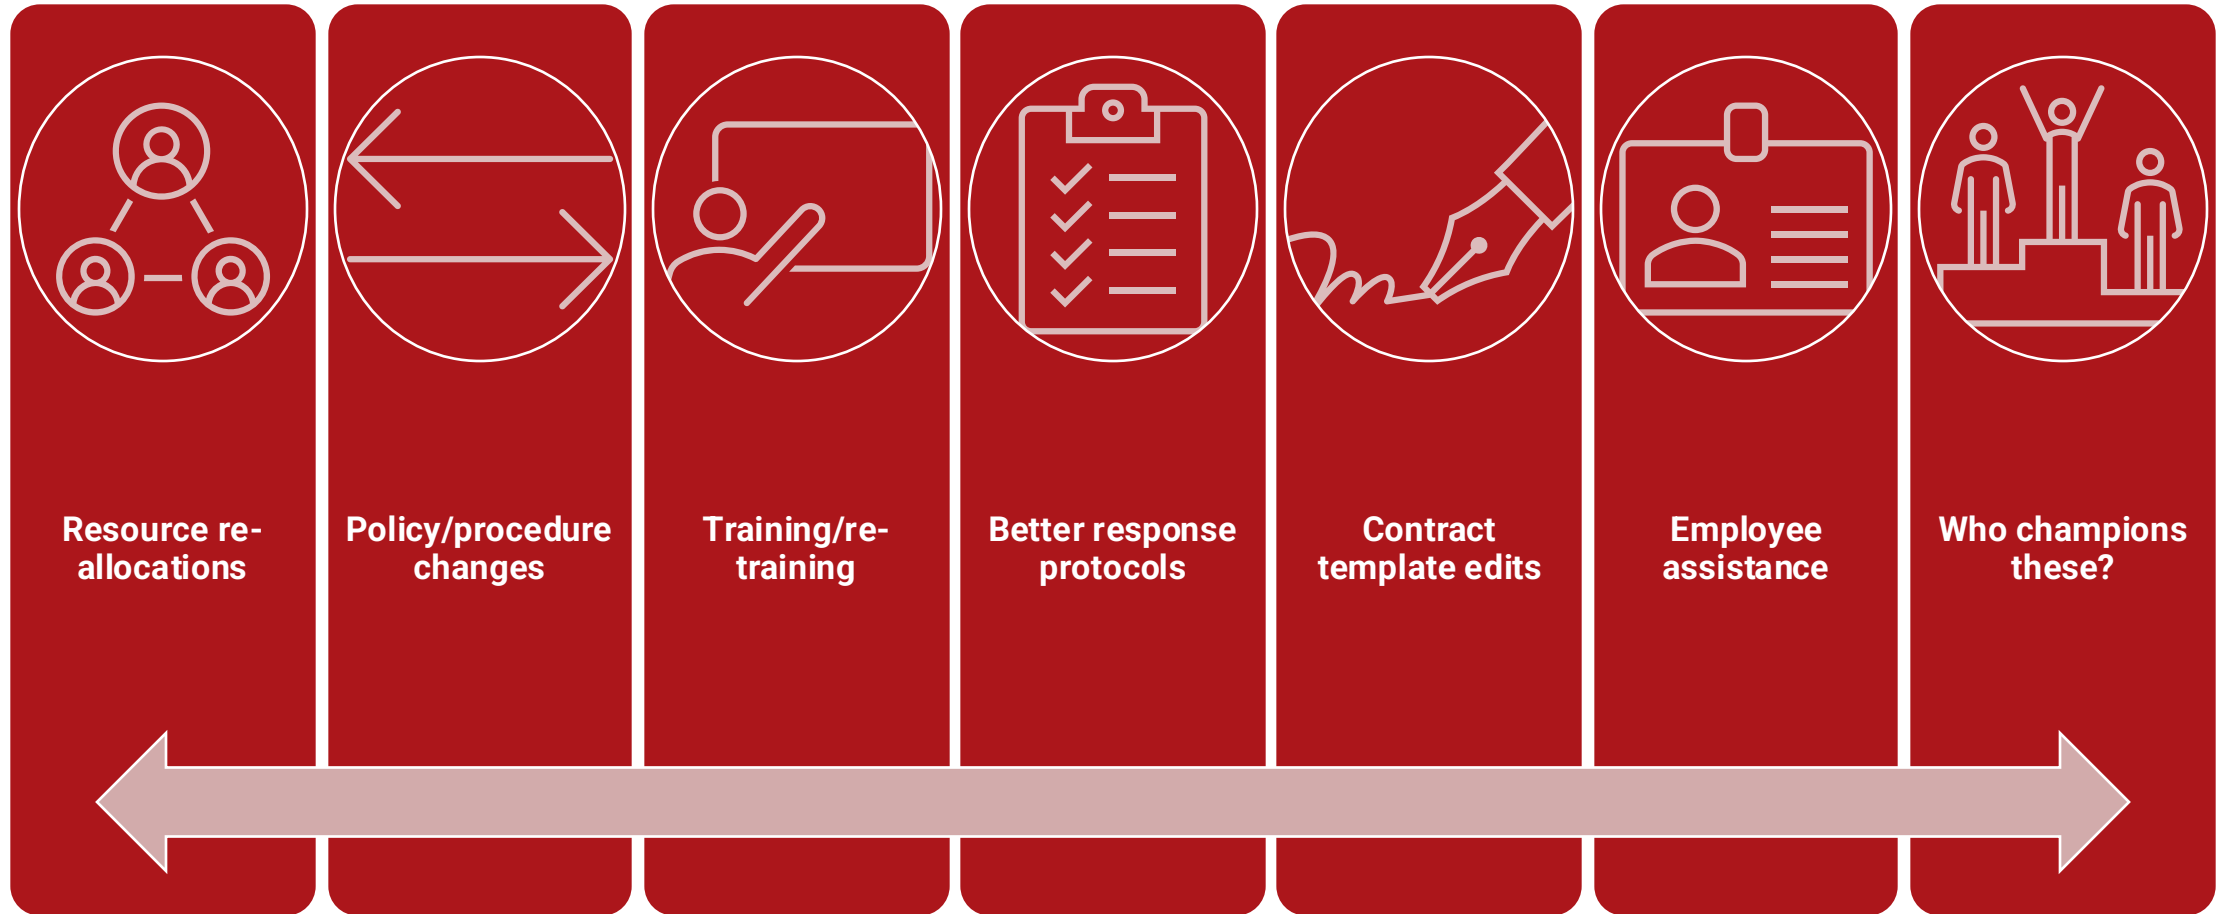 Resource re-
allocations
Policy/procedure
changes
Training/re-
training
Better response
protocols
Contract
template edits
Employee
assistance
Who champions
these?